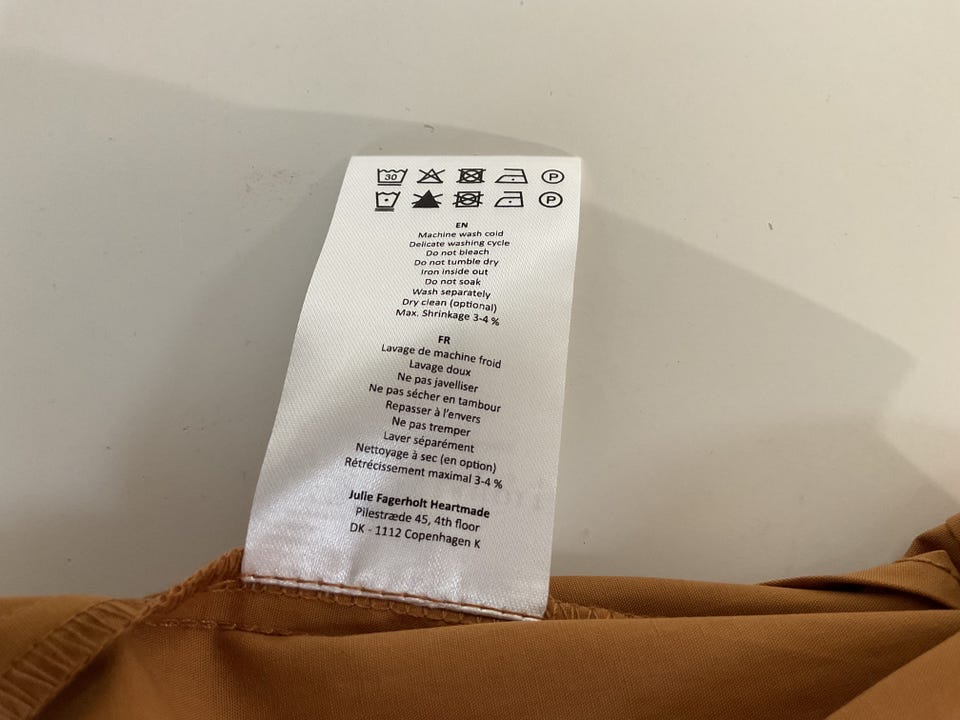 30 P
P
EN
Machine wash cold
Delicate washing cycle
Do not bleach
Do not tumble dry
Iron inside out
Do not soak
Wash separately
Dry clean (optional)
Max. Shrinkage 3-4 %
FR
Lavage de machine froid
Lavage doux
Ne pas javelliser
Ne pas sécher en tambour
Repasser à l'envers
Ne pas tremper
Laver séparément
Nettoyage à sec (en option)
Rétrécissement maximal 3-4 %
Julie Fagerholt Heartmade
Pilestræde 45, 4th floor
DK - 1112 Copenhagen K